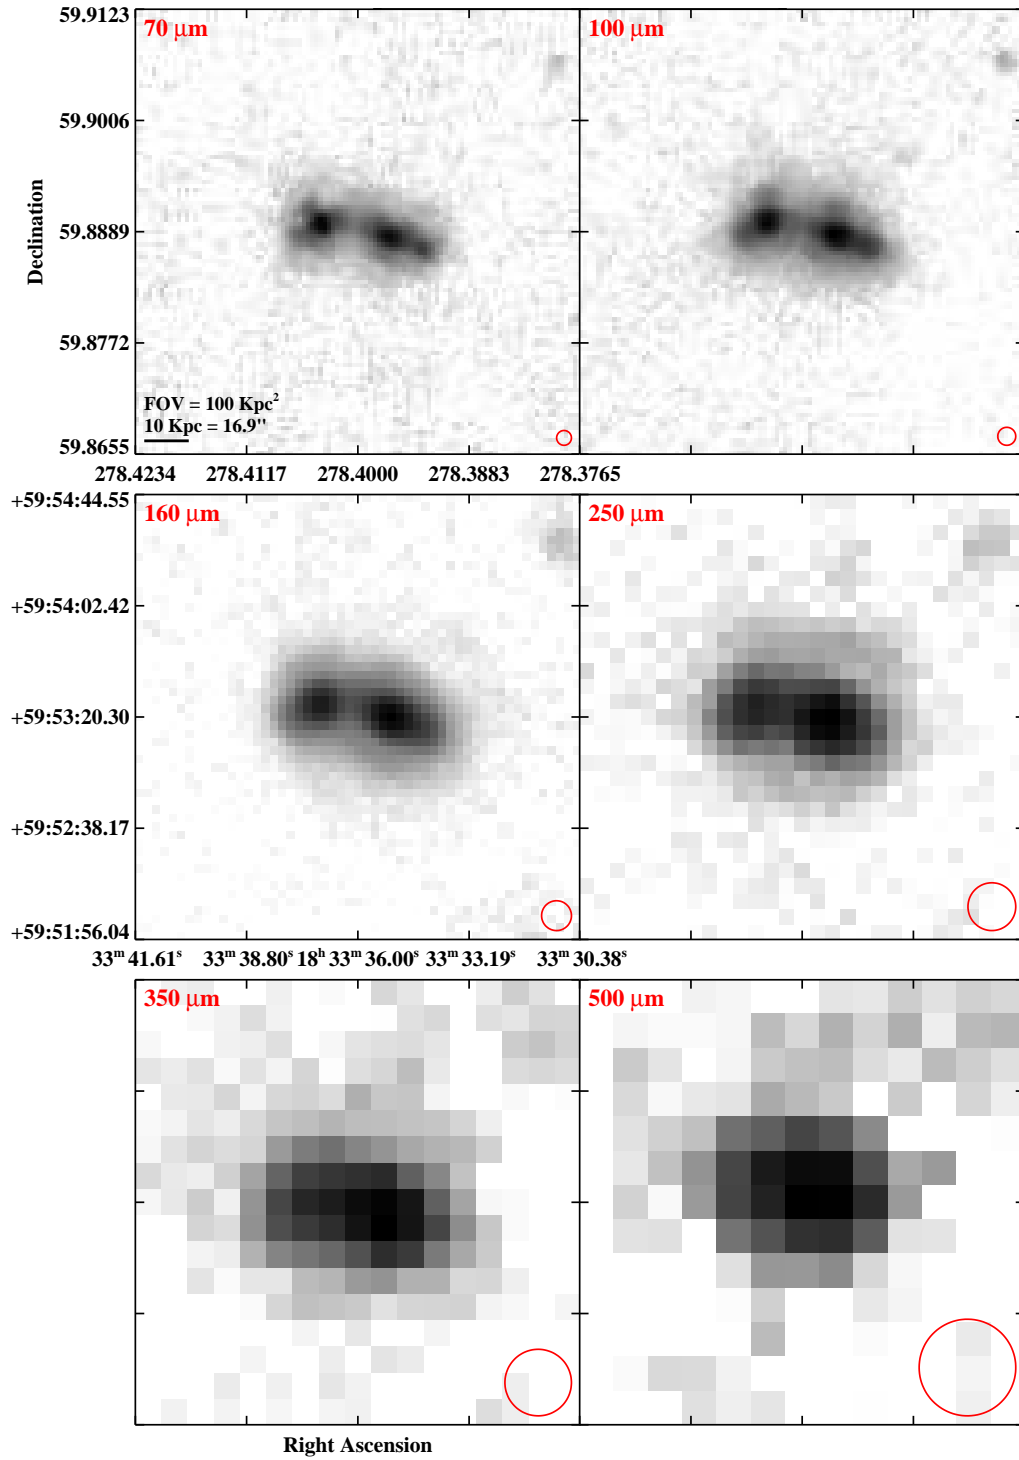 59.9123
70 μm
100 μm
59.9006
59.8889
Declination
59.8772
FOV = 100 Kpc²
10 Kpc = 16.9"
59.8655
278.4234 278.4117 278.4000 278.3883 278.3765
+59:54:44.55
160 μm
250 μm
+59:54:02.42
+59:53:20.30
+59:52:38.17
+59:51:56.04
33ᵐ 41.61ˢ 33ᵐ 38.80ˢ 18ʰ 33ᵐ 36.00ˢ 33ᵐ 33.19ˢ 33ᵐ 30.38ˢ
350 μm
500 μm
Right Ascension